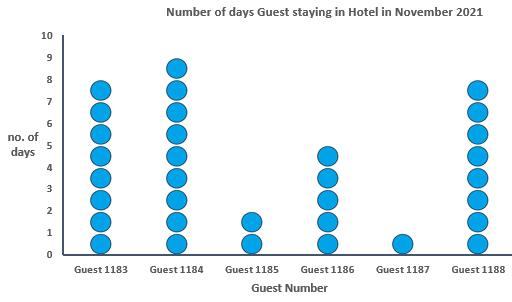 Number of days Guest staying in Hotel in November 2021
10
9
8
7
6
5
4
3
2
1
0
no. of
days
Guest 1183 Guest 1184 Guest 1185 Guest 1186 Guest 1187 Guest 1188
Guest Number